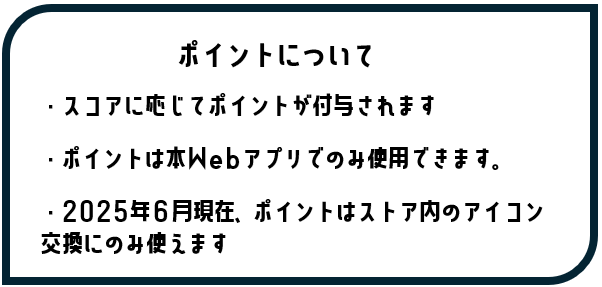 ポイントについて
・スコアに応じてポイントが付与されます
・ポイントは本Webアプリでのみ使用できます。
・2025年6月現在、ポイントはストア内のアイコン
交換にのみ使えます